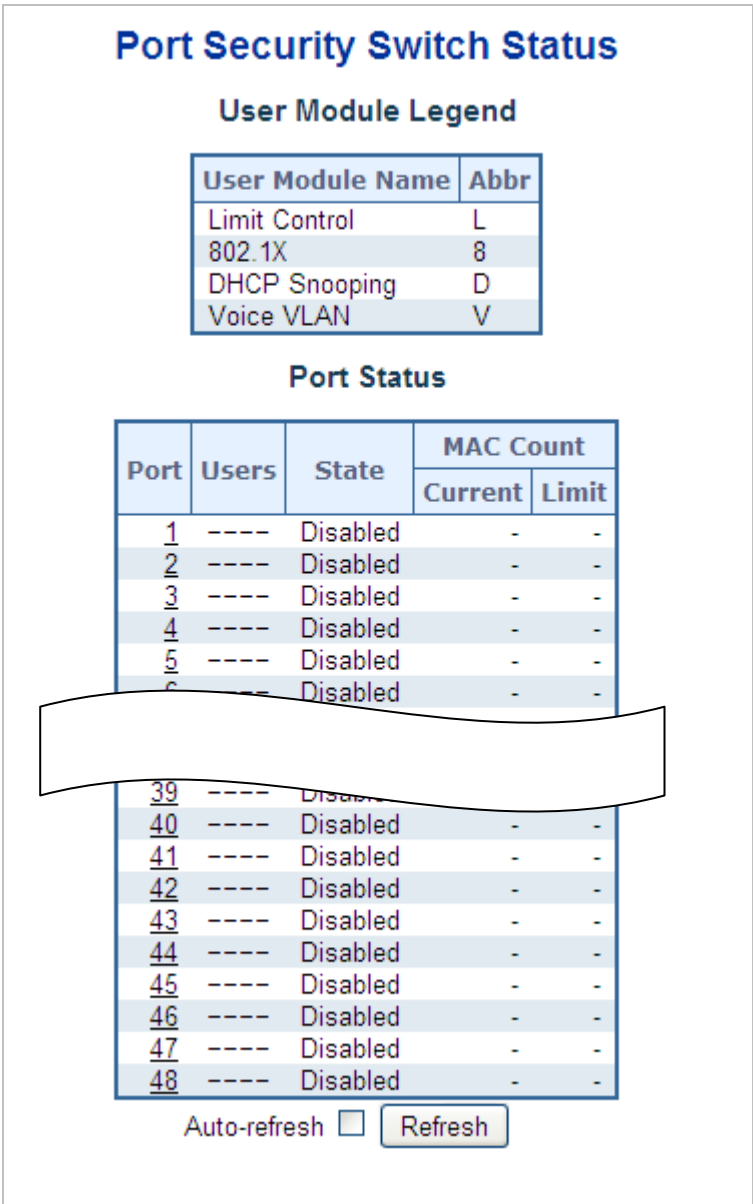 Port Security Switch Status
User Module Legend
User Module Name Abbr
Limit Control L
802.1X 8
DHCP Snooping D
Voice VLAN V
Port Status
Port Users State MAC Count
Current Limit
1 ---- Disabled - -
2 ---- Disabled - -
3 ---- Disabled - -
4 ---- Disabled - -
5 ---- Disabled - -
---- Disabled - -
39 ---- Disabled
40 ---- Disabled - -
41 ---- Disabled - -
42 ---- Disabled - -
43 ---- Disabled - -
44 ---- Disabled - -
45 ---- Disabled - -
46 ---- Disabled - -
47 ---- Disabled - -
48 ---- Disabled - -
Auto-refresh Refresh